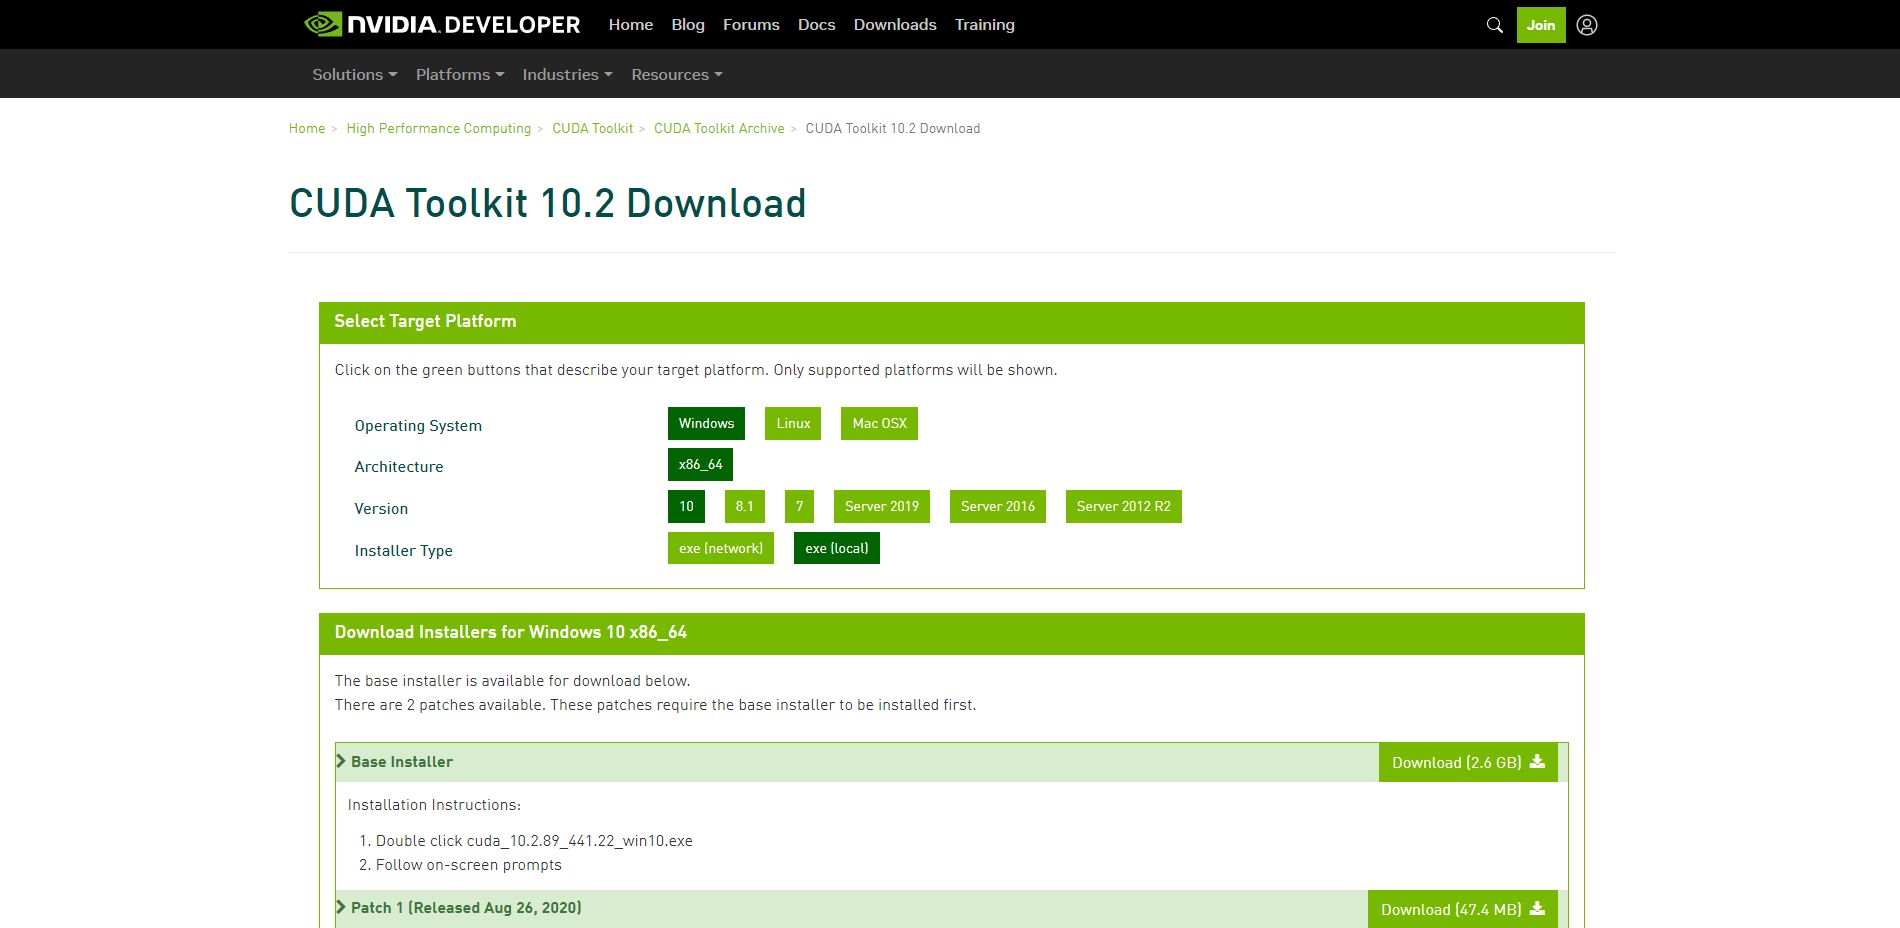 NVIDIA. DEVELOPER Home Blog Forums Docs Downloads Training Join
Solutions Platforms Industries Resources
Home > High Performance Computing > CUDA Toolkit > CUDA Toolkit Archive > CUDA Toolkit 10.2 Download
CUDA Toolkit 10.2 Download
Select Target Platform
Click on the green buttons that describe your target platform. Only supported platforms will be shown.
Operating System Windows Linux Mac OSX
Architecture x86_64
Version 10 8.1 7 Server 2019 Server 2016 Server 2012 R2
Installer Type exe (network) exe (local)
Download Installers for Windows 10 x86_64
The base installer is available for download below.
There are 2 patches available. These patches require the base installer to be installed first.
Base Installer Download (2.6 GB)
Installation Instructions:
1. Double click cuda_10.2.89_441.22_win10.exe
2. Follow on-screen prompts
Patch 1 (Released Aug 26, 2020) Download (47.4 MB)